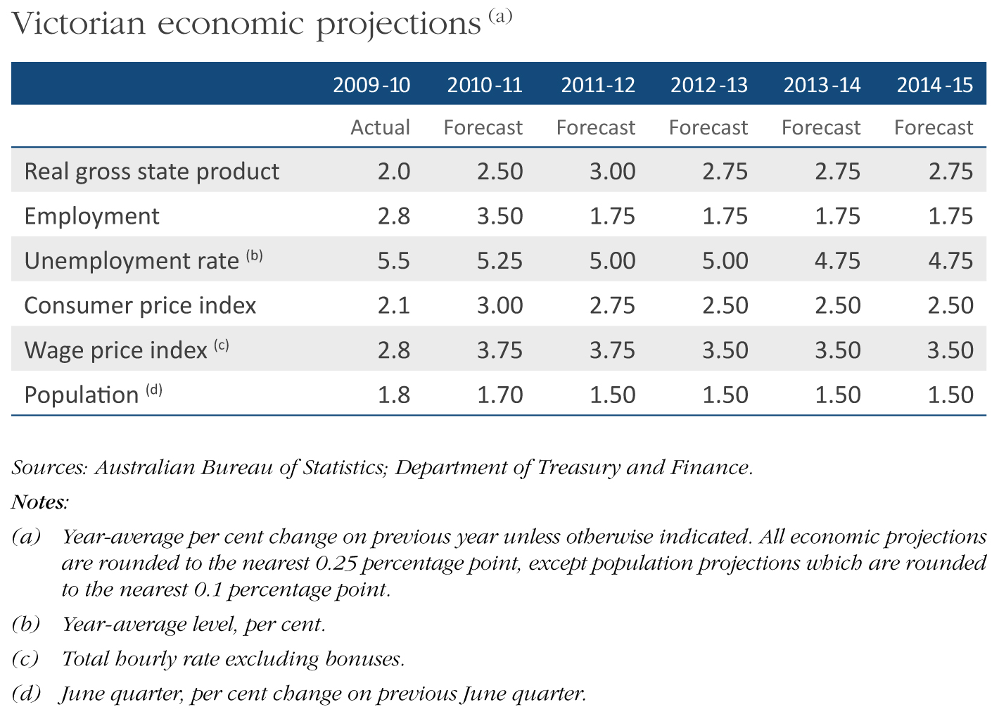 Victorian economic projections (a)
2009-10 2010-11 2011-12 2012-13 2013-14 2014-15
Actual Forecast Forecast Forecast Forecast Forecast
Real gross state product 2.0 2.50 3.00 2.75 2.75 2.75
Employment 2.8 3.50 1.75 1.75 1.75 1.75
Unemployment rate (b) 5.5 5.25 5.00 5.00 4.75 4.75
Consumer price index 2.1 3.00 2.75 2.50 2.50 2.50
Wage price index (c) 2.8 3.75 3.75 3.50 3.50 3.50
Population (d) 1.8 1.70 1.50 1.50 1.50 1.50
Sources: Australian Bureau of Statistics; Department of Treasury and Finance.
Notes:
(a) Year-average per cent change on previous year unless otherwise indicated. All economic projections
are rounded to the nearest 0.25 percentage point, except population projections which are rounded
to the nearest 0.1 percentage point.
(b) Year-average level, per cent.
(c) Total hourly rate excluding bonuses.
(d) June quarter, per cent change on previous June quarter.